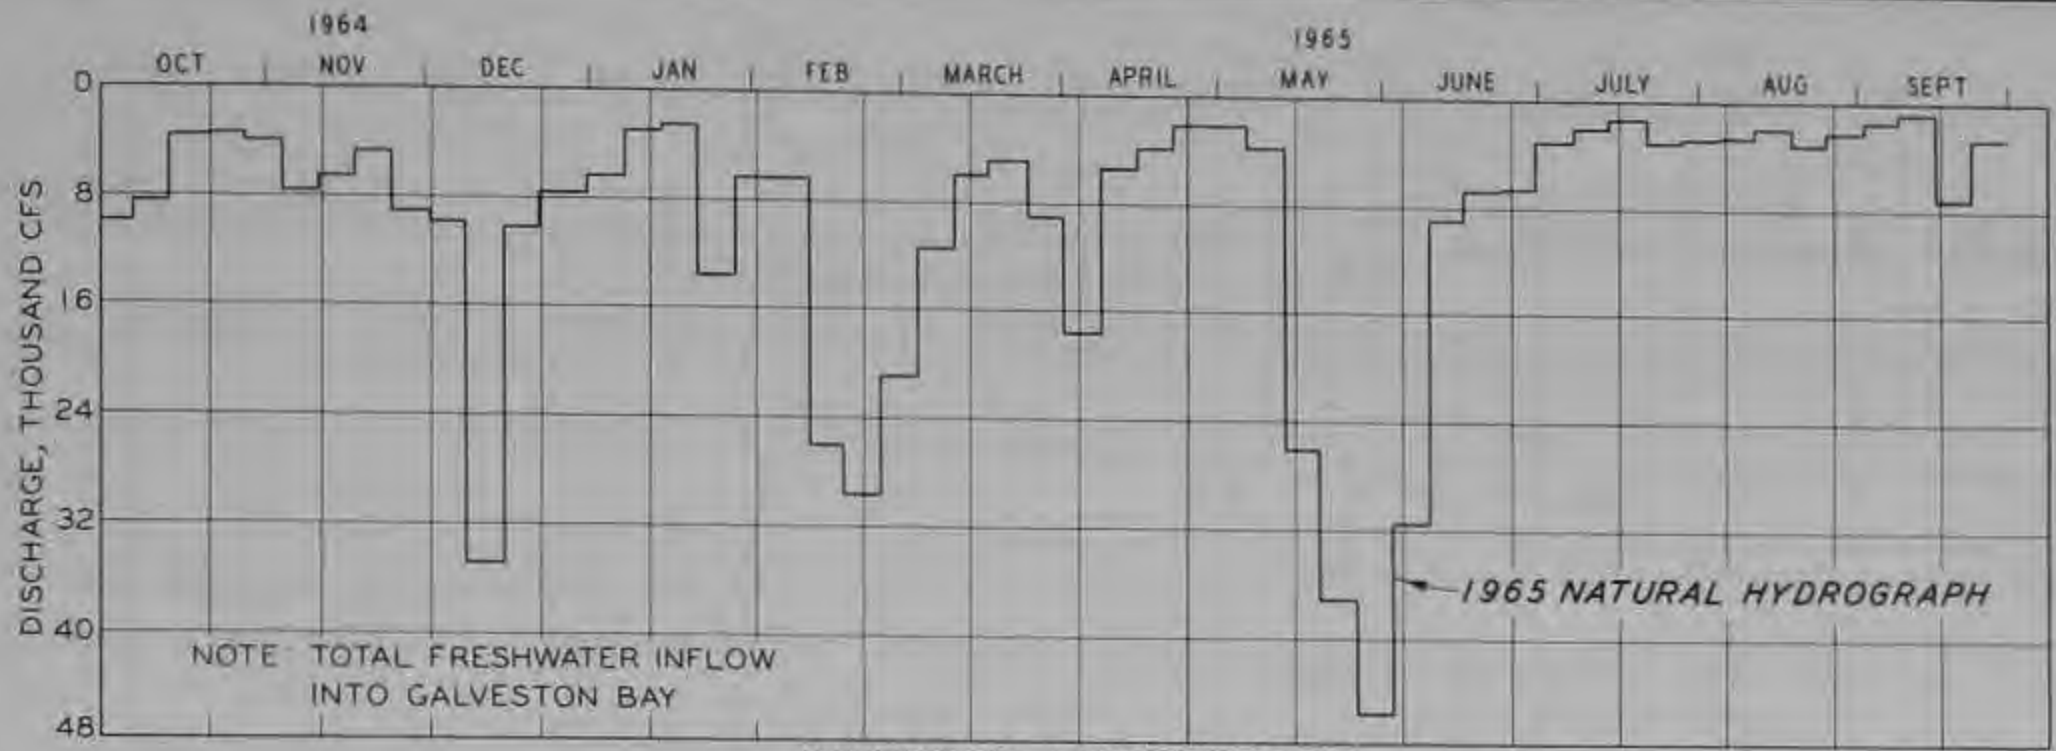 1964
1965
OCT NOV DEC JAN FEB MARCH APRIL MAY JUNE JULY AUG SEPT
DISCHARGE, THOUSAND CFS
0
8
16
24
32
40
48
1965 NATURAL HYDROGRAPH
NOTE: TOTAL FRESHWATER INFLOW
INTO GALVESTON BAY